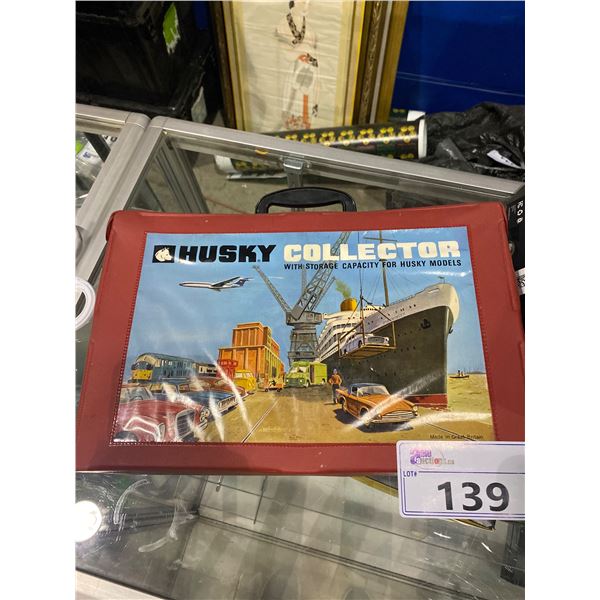 HUSKY COLLECTOR
WITH STORAGE CAPACITY FOR HUSKY MODELS
Made in Great Britain
LOT#
139